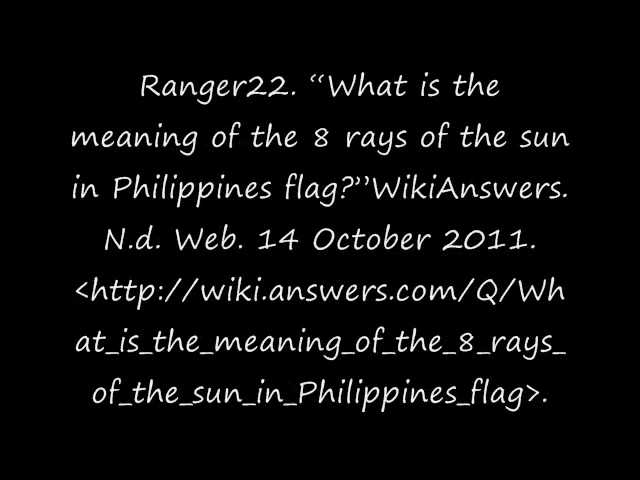 Ranger22. “What is the
meaning of the 8 rays of the sun
in Philippines flag?”WikiAnswers.
N.d. Web. 14 October 2011.
<http://wiki.answers.com/Q/Wh
at_is_the_meaning_of_the_8_rays_
of_the_sun_in_Philippines_flag>.